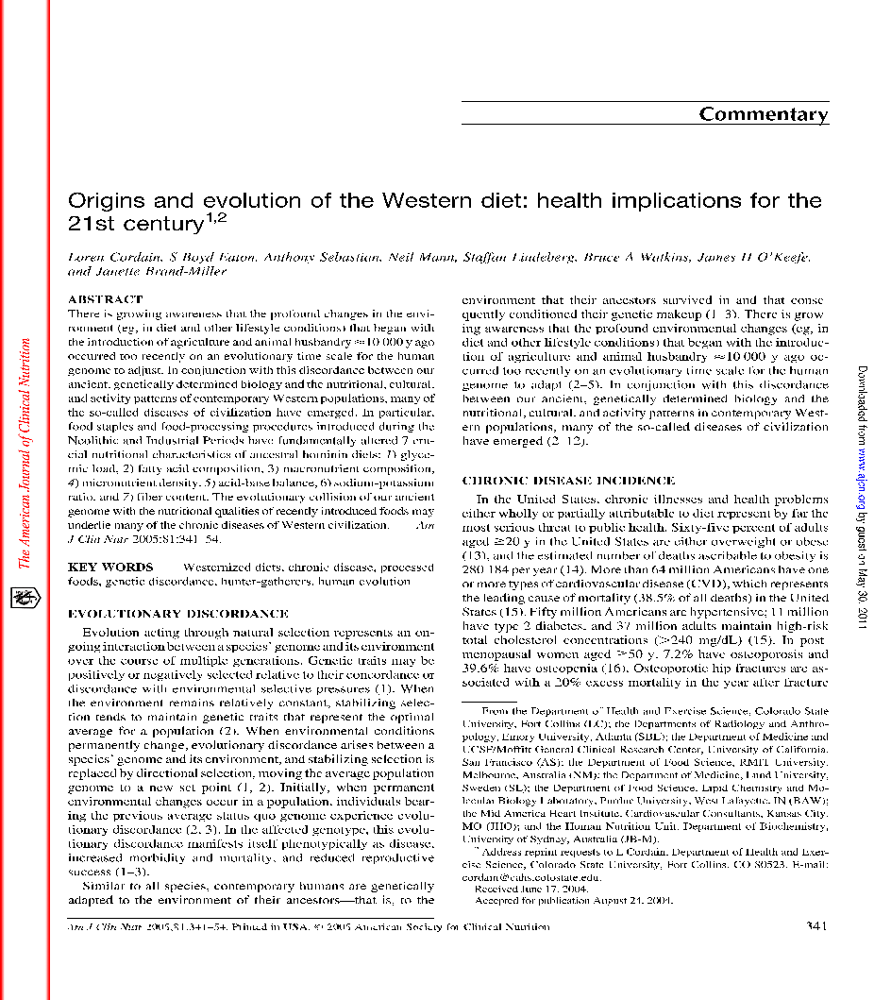 Commentary
Origins and evolution of the Western diet: health implications for the
21st century1,2
Loren Cordain, S Boyd Eaton, Anthony Sebastian, Neil Mann, Staffan Lindeberg, Bruce A Watkins, James H O'Keefe,
and Janette Brand-Miller
ABSTRACT
There is growing awareness that the profound changes in the envi-
ronment (eg, in diet and other lifestyle conditions) that began with
the introduction of agriculture and animal husbandry ≈10 000 y ago
occurred too recently on an evolutionary time scale for the human
genome to adjust. In conjunction with this discordance between our
ancient, genetically determined biology and the nutritional, cultural,
and activity patterns of contemporary Western populations, many of
the so-called diseases of civilization have emerged. In particular,
food staples and food-processing procedures introduced during the
Neolithic and Industrial Periods have fundamentally altered 7 cru-
cial nutritional characteristics of ancestral hominin diets: 1) glyce-
mic load, 2) fatty acid composition, 3) macronutrient composition,
4) micronutrient density, 5) acid-base balance, 6) sodium-potassium
ratio, and 7) fiber content. The evolutionary collision of our ancient
genome with the nutritional qualities of recently introduced foods may
underlie many of the chronic diseases of Western civilization. Am
J Clin Nutr 2005;81:341–54.
KEY WORDS Westernized diets, chronic disease, processed
foods, genetic discordance, hunter-gatherers, human evolution
EVOLUTIONARY DISCORDANCE
Evolution acting through natural selection represents an on-
going interaction between a species' genome and its environment
over the course of multiple generations. Genetic traits may be
positively or negatively selected relative to their concordance or
discordance with environmental selective pressures (1). When
the environment remains relatively constant, stabilizing selec-
tion tends to maintain genetic traits that represent the optimal
average for a population (2). When environmental conditions
permanently change, evolutionary discordance arises between a
species' genome and its environment, and stabilizing selection is
replaced by directional selection, moving the average population
genome to a new set point (1, 2). Initially, when permanent
environmental changes occur in a population, individuals bear-
ing the previous average status quo genome experience evolu-
tionary discordance (2, 3). In the affected genotype, this evolu-
tionary discordance manifests itself phenotypically as disease,
increased morbidity and mortality, and reduced reproductive
success (1–3).
Similar to all species, contemporary humans are genetically
adapted to the environment of their ancestors—that is, to the
environment that their ancestors survived in and that conse-
quently conditioned their genetic makeup (1–3). There is grow-
ing awareness that the profound environmental changes (eg, in
diet and other lifestyle conditions) that began with the introduc-
tion of agriculture and animal husbandry ≈10 000 y ago oc-
curred too recently on an evolutionary time scale for the human
genome to adapt (2–5). In conjunction with this discordance
between our ancient, genetically determined biology and the
nutritional, cultural, and activity patterns in contemporary West-
ern populations, many of the so-called diseases of civilization
have emerged (2–12).
CHRONIC DISEASE INCIDENCE
In the United States, chronic illnesses and health problems
either wholly or partially attributable to diet represent by far the
most serious threat to public health. Sixty-five percent of adults
aged ≥20 y in the United States are either overweight or obese
(13), and the estimated number of deaths ascribable to obesity is
280 184 per year (14). More than 64 million Americans have one
or more types of cardiovascular disease (CVD), which represents
the leading cause of mortality (38.5% of all deaths) in the United
States (15). Fifty million Americans are hypertensive; 11 million
have type 2 diabetes, and 37 million adults maintain high-risk
total cholesterol concentrations (>240 mg/dL) (15). In post-
menopausal women aged ≥50 y, 7.2% have osteoporosis and
39.6% have osteopenia (16). Osteoporotic hip fractures are as-
sociated with a 20% excess mortality in the year after fracture
From the Department of Health and Exercise Science, Colorado State
University, Fort Collins (LC); the Departments of Radiology and Anthro-
pology, Emory University, Atlanta (SBE); the Department of Medicine and
UCSF/Moffitt General Clinical Research Center, University of California,
San Francisco (AS); the Department of Food Science, RMIT University,
Melbourne, Australia (NM); the Department of Medicine, Lund University,
Sweden (SL); the Department of Food Science, Lipid Chemistry and Mo-
lecular Biology Laboratory, Purdue University, West Lafayette, IN (BAW);
the Mid America Heart Institute, Cardiovascular Consultants, Kansas City,
MO (JHO); and the Human Nutrition Unit, Department of Biochemistry,
University of Sydney, Australia (JB-M).
2 Address reprint requests to L Cordain, Department of Health and Exer-
cise Science, Colorado State University, Fort Collins, CO 80523. E-mail:
cordain@cahs.colostate.edu.
Received June 17, 2004.
Accepted for publication August 24, 2004.
Am J Clin Nutr 2005;81:341–54. Printed in USA. © 2005 American Society for Clinical Nutrition
341
The American Journal of Clinical Nutrition
Downloaded from www.ajcn.org by guest on May 30, 2011